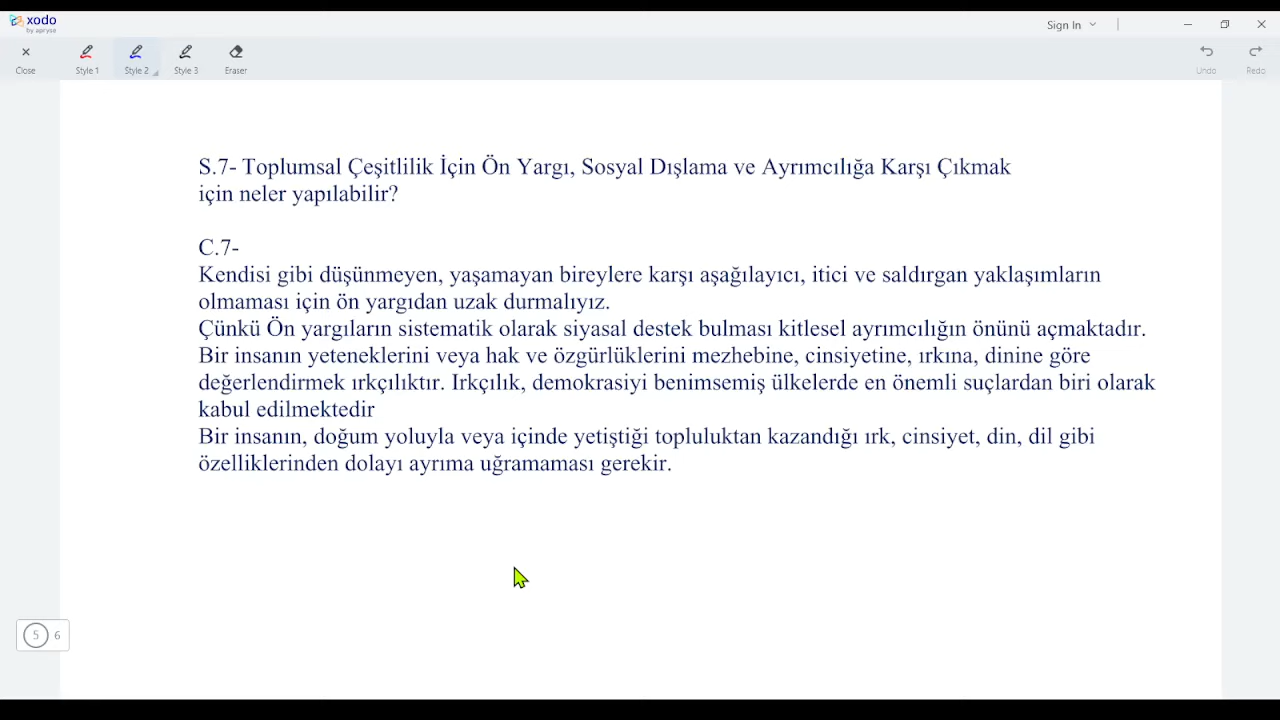 xodo
by apryse
Sign In
Close
Style 1
Style 2
Style 3
Eraser
Undo
Redo
S.7- Toplumsal Çeşitlilik İçin Ön Yargı, Sosyal Dışlama ve Ayrımcılığa Karşı Çıkmak
için neler yapılabilir?
C.7-
Kendisi gibi düşünmeyen, yaşamayan bireylere karşı aşağılayıcı, itici ve saldırgan yaklaşımların
olmaması için ön yargıdan uzak durmalıyız.
Çünkü Ön yargıların sistematik olarak siyasal destek bulması kitlesel ayrımcılığın önünü açmaktadır.
Bir insanın yeteneklerini veya hak ve özgürlüklerini mezhebine, cinsiyetine, ırkına, dinine göre
değerlendirmek ırkçılıktır. Irkçılık, demokrasiyi benimsemiş ülkelerde en önemli suçlardan biri olarak
kabul edilmektedir
Bir insanın, doğum yoluyla veya içinde yetiştiği topluluktan kazandığı ırk, cinsiyet, din, dil gibi
özelliklerinden dolayı ayrıma uğramaması gerekir.
5 6